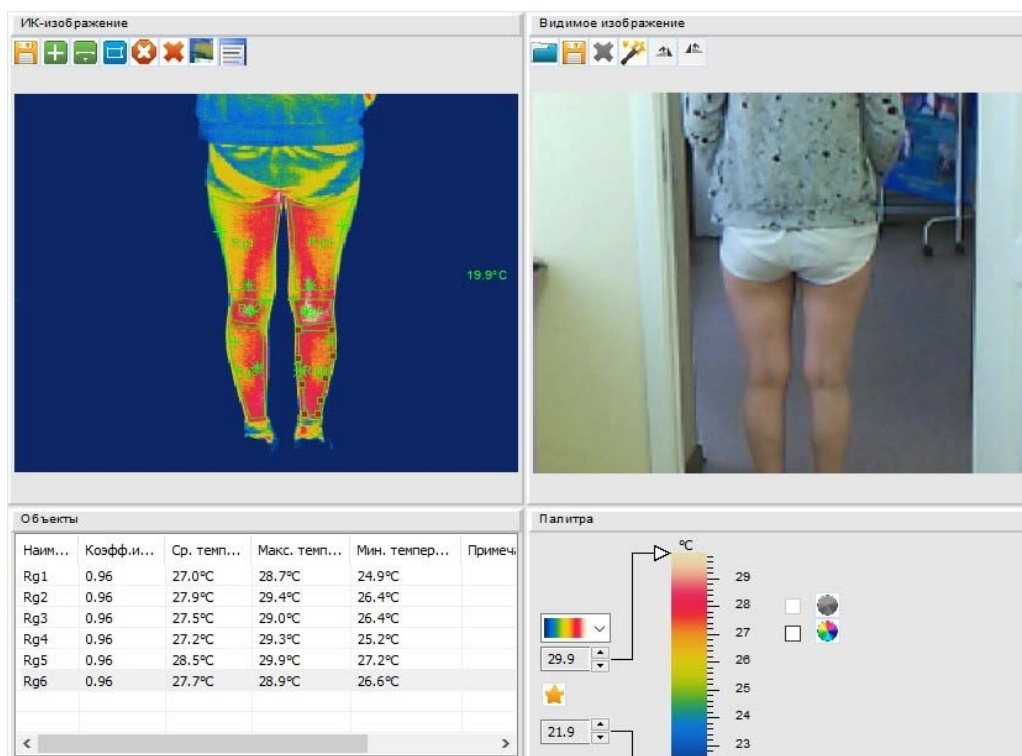 ИК-изображение
Видимое изображение
Rg1
Rg4
19.9°C
Rg2
Rg5
Объекты
Палитра
Наим... Коэфф.и... Ср. темп... Макс. темп... Мин. темпер... Примеч
Rg1 0.96 27.0°C 28.7°C 24.9°C
Rg2 0.96 27.9°C 29.4°C 26.4°C
Rg3 0.96 27.5°C 29.0°C 26.4°C
Rg4 0.96 27.2°C 29.3°C 25.2°C
Rg5 0.96 28.5°C 29.9°C 27.2°C
Rg6 0.96 27.7°C 28.9°C 26.6°C
°C
29
28
27
26
25
24
23
29.9
21.9